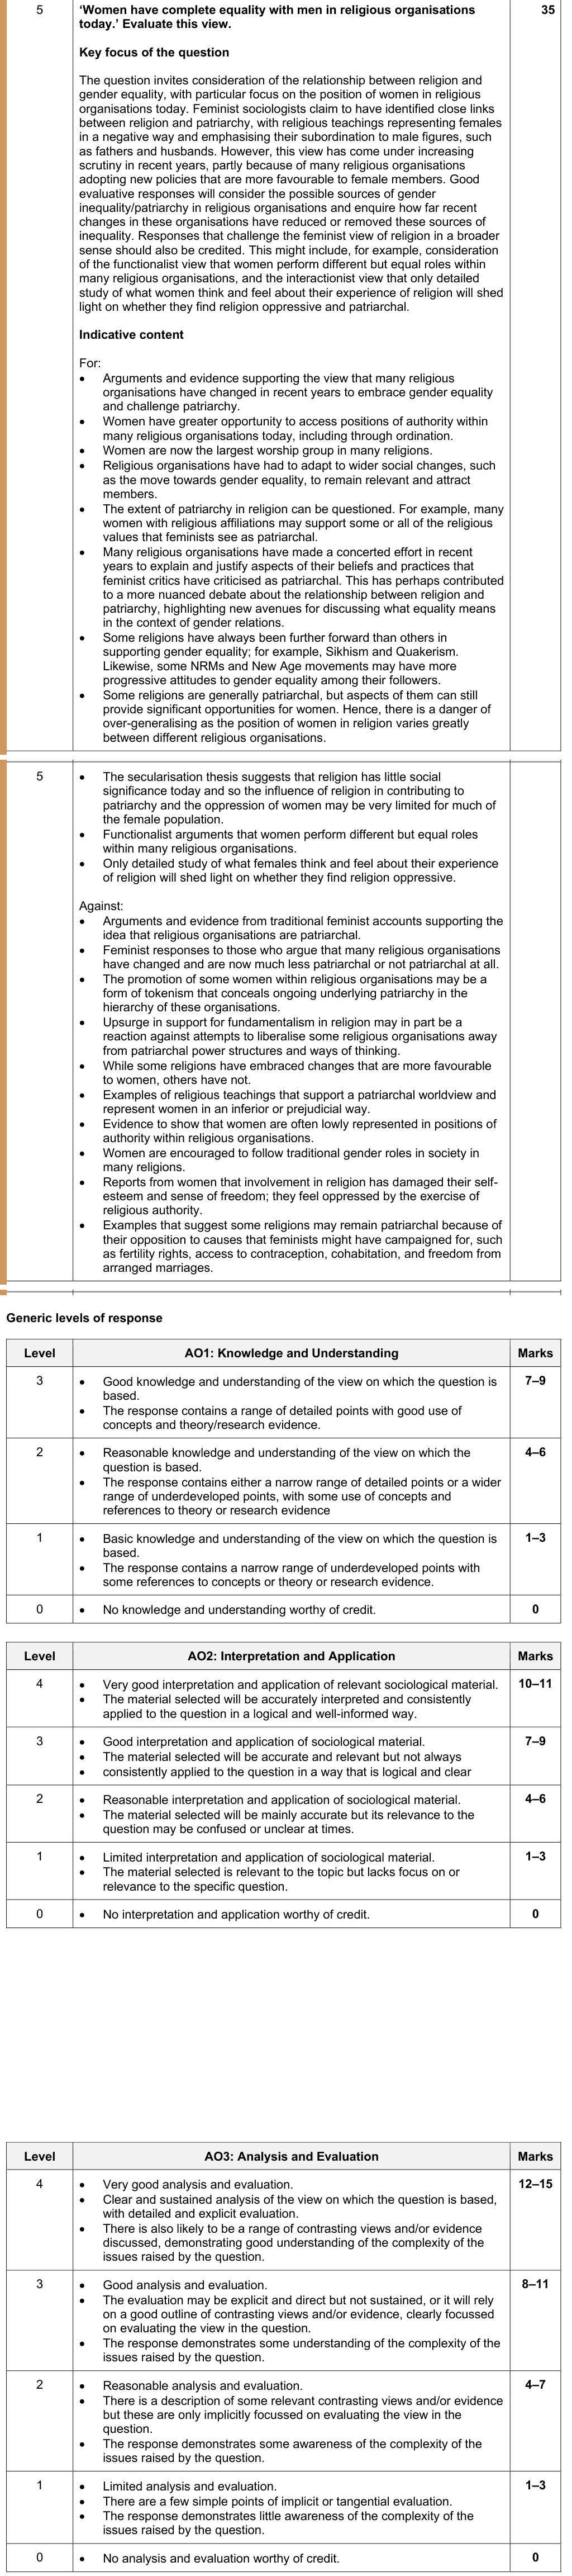 5 ‘Women have complete equality with men in religious organisations 35
today.’ Evaluate this view.
Key focus of the question
The question invites consideration of the relationship between religion and
gender equality, with particular focus on the position of women in religious
organisations today. Feminist sociologists claim to have identified close links
between religion and patriarchy, with religious teachings representing females
in a negative way and emphasising their subordination to male figures, such
as fathers and husbands. However, this view has come under increasing
scrutiny in recent years, partly because of many religious organisations
adopting new policies that are more favourable to female members. Good
evaluative responses will consider the possible sources of gender
inequality/patriarchy in religious organisations and enquire how far recent
changes in these organisations have reduced or removed these sources of
inequality. Responses that challenge the feminist view of religion in a broader
sense should also be credited. This might include, for example, consideration
of the functionalist view that women perform different but equal roles within
many religious organisations, and the interactionist view that only detailed
study of what women think and feel about their experience of religion will shed
light on whether they find religion oppressive and patriarchal.
Indicative content
For:
• Arguments and evidence supporting the view that many religious
organisations have changed in recent years to embrace gender equality
and challenge patriarchy.
• Women have greater opportunity to access positions of authority within
many religious organisations today, including through ordination.
• Women are now the largest worship group in many religions.
• Religious organisations have had to adapt to wider social changes, such
as the move towards gender equality, to remain relevant and attract
members.
• The extent of patriarchy in religion can be questioned. For example, many
women with religious affiliations may support some or all of the religious
values that feminists see as patriarchal.
• Many religious organisations have made a concerted effort in recent
years to explain and justify aspects of their beliefs and practices that
feminist critics have criticised as patriarchal. This has perhaps contributed
to a more nuanced debate about the relationship between religion and
patriarchy, highlighting new avenues for discussing what equality means
in the context of gender relations.
• Some religions have always been further forward than others in
supporting gender equality; for example, Sikhism and Quakerism.
Likewise, some NRMs and New Age movements may have more
progressive attitudes to gender equality among their followers.
• Some religions are generally patriarchal, but aspects of them can still
provide significant opportunities for women. Hence, there is a danger of
over-generalising as the position of women in religion varies greatly
between different religious organisations.
5 • The secularisation thesis suggests that religion has little social
significance today and so the influence of religion in contributing to
patriarchy and the oppression of women may be very limited for much of
the female population.
• Functionalist arguments that women perform different but equal roles
within many religious organisations.
• Only detailed study of what females think and feel about their experience
of religion will shed light on whether they find religion oppressive.
Against:
• Arguments and evidence from traditional feminist accounts supporting the
idea that religious organisations are patriarchal.
• Feminist responses to those who argue that many religious organisations
have changed and are now much less patriarchal or not patriarchal at all.
• The promotion of some women within religious organisations may be a
form of tokenism that conceals ongoing underlying patriarchy in the
hierarchy of these organisations.
• Upsurge in support for fundamentalism in religion may in part be a
reaction against attempts to liberalise some religious organisations away
from patriarchal power structures and ways of thinking.
• While some religions have embraced changes that are more favourable
to women, others have not.
• Examples of religious teachings that support a patriarchal worldview and
represent women in an inferior or prejudicial way.
• Evidence to show that women are often lowly represented in positions of
authority within religious organisations.
• Women are encouraged to follow traditional gender roles in society in
many religions.
• Reports from women that involvement in religion has damaged their self-
esteem and sense of freedom; they feel oppressed by the exercise of
religious authority.
• Examples that suggest some religions may remain patriarchal because of
their opposition to causes that feminists might have campaigned for, such
as fertility rights, access to contraception, cohabitation, and freedom from
arranged marriages.
Generic levels of response
Level AO1: Knowledge and Understanding Marks
3 • Good knowledge and understanding of the view on which the question is 7–9
based.
• The response contains a range of detailed points with good use of
concepts and theory/research evidence.
2 • Reasonable knowledge and understanding of the view on which the 4–6
question is based.
• The response contains either a narrow range of detailed points or a wider
range of underdeveloped points, with some use of concepts and
references to theory or research evidence
1 • Basic knowledge and understanding of the view on which the question is 1–3
based.
• The response contains a narrow range of underdeveloped points with
some references to concepts or theory or research evidence.
0 • No knowledge and understanding worthy of credit. 0
Level AO2: Interpretation and Application Marks
4 • Very good interpretation and application of relevant sociological material. 10–11
• The material selected will be accurately interpreted and consistently
applied to the question in a logical and well-informed way.
3 • Good interpretation and application of sociological material. 7–9
• The material selected will be accurate and relevant but not always
• consistently applied to the question in a way that is logical and clear
2 • Reasonable interpretation and application of sociological material. 4–6
• The material selected will be mainly accurate but its relevance to the
question may be confused or unclear at times.
1 • Limited interpretation and application of sociological material. 1–3
• The material selected is relevant to the topic but lacks focus on or
relevance to the specific question.
0 • No interpretation and application worthy of credit. 0
Level AO3: Analysis and Evaluation Marks
4 • Very good analysis and evaluation. 12–15
• Clear and sustained analysis of the view on which the question is based,
with detailed and explicit evaluation.
• There is also likely to be a range of contrasting views and/or evidence
discussed, demonstrating good understanding of the complexity of the
issues raised by the question.
3 • Good analysis and evaluation. 8–11
• The evaluation may be explicit and direct but not sustained, or it will rely
on a good outline of contrasting views and/or evidence, clearly focussed
on evaluating the view in the question.
• The response demonstrates some understanding of the complexity of the
issues raised by the question.
2 • Reasonable analysis and evaluation. 4–7
• There is a description of some relevant contrasting views and/or evidence
but these are only implicitly focussed on evaluating the view in the
question.
• The response demonstrates some awareness of the complexity of the
issues raised by the question.
1 • Limited analysis and evaluation. 1–3
• There are a few simple points of implicit or tangential evaluation.
• The response demonstrates little awareness of the complexity of the
issues raised by the question.
0 • No analysis and evaluation worthy of credit. 0